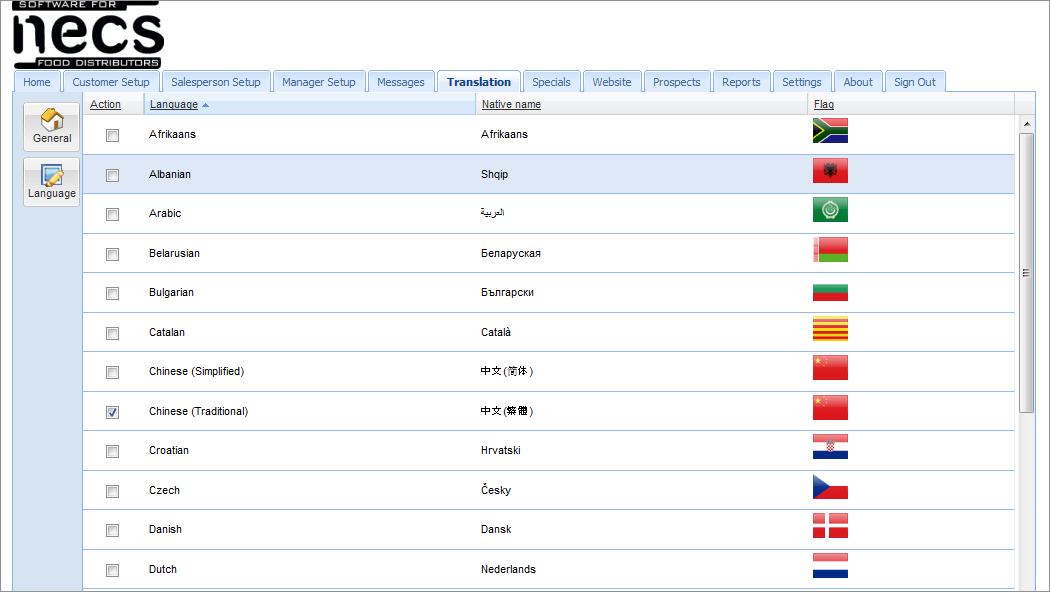 SOFTWARE FOR
necs
FOOD DISTRIBUTORS
Home Customer Setup Salesperson Setup Manager Setup Messages Translation Specials Website Prospects Reports Settings About Sign Out
General
Language
Action Language Native name Flag
Afrikaans Afrikaans
Albanian Shqip
Arabic العربية
Belarusian Беларуская
Bulgarian Български
Catalan Català
Chinese (Simplified) 中文(简体)
Chinese (Traditional) 中文(繁體)
Croatian Hrvatski
Czech Česky
Danish Dansk
Dutch Nederlands